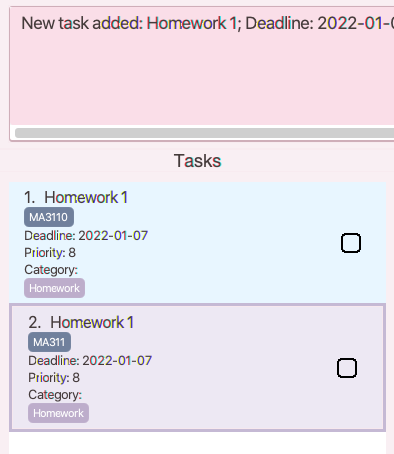 New task added: Homework 1; Deadline: 2022-01-0
Tasks
1. Homework 1
MA3110
Deadline: 2022-01-07
Priority: 8
Category:
Homework
2. Homework 1
MA311
Deadline: 2022-01-07
Priority: 8
Category:
Homework